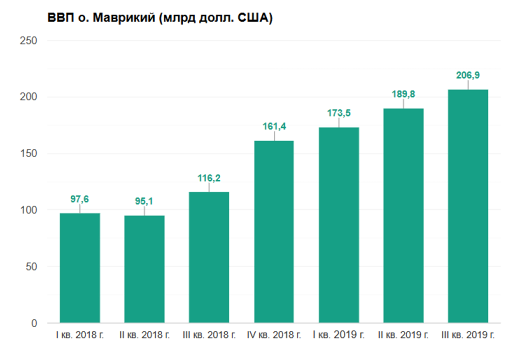 ВВП о. Маврикий (млрд долл. США)
250
200
150
100
50
0
97,6
95,1
116,2
161,4
173,5
189,8
206,9
I кв. 2018 г.
II кв. 2018 г.
III кв. 2018 г.
IV кв. 2018 г.
I кв. 2019 г.
II кв. 2019 г.
III кв. 2019 г.